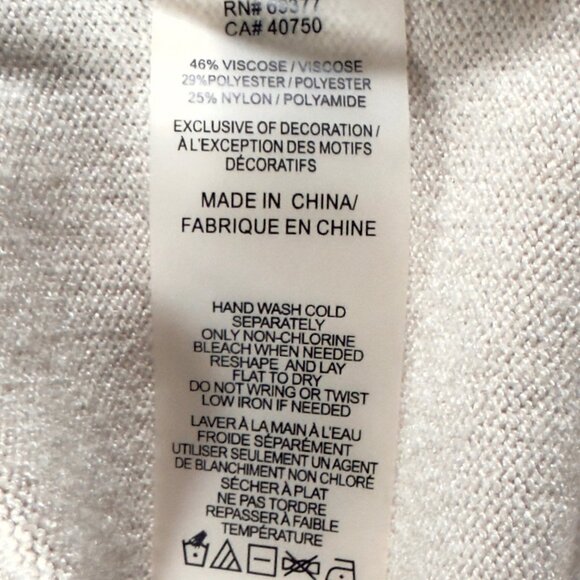 CA# 40750
46% VISCOSE / VISCOSE
29%POLYESTER / POLYESTER
25% NYLON / POLYAMIDE
EXCLUSIVE OF DECORATION /
À L'EXCEPTION DES MOTIFS
DÉCORATIFS
MADE IN CHINA/
FABRIQUE EN CHINE
HAND WASH COLD
SEPARATELY
ONLY NON-CHLORINE
BLEACH WHEN NEEDED
RESHAPE AND LAY
FLAT TO DRY
DO NOT WRING OR TWIST
LOW IRON IF NEEDED
LAVER À LA MAIN À L'EAU
FROIDE SÉPARÉMENT
UTILISER SEULEMENT UN AGENT
DE BLANCHIMENT NON CHLORÉ
SÉCHER À PLAT
NE PAS TORDRE
REPASSER À FAIBLE
TEMPÉRATURE